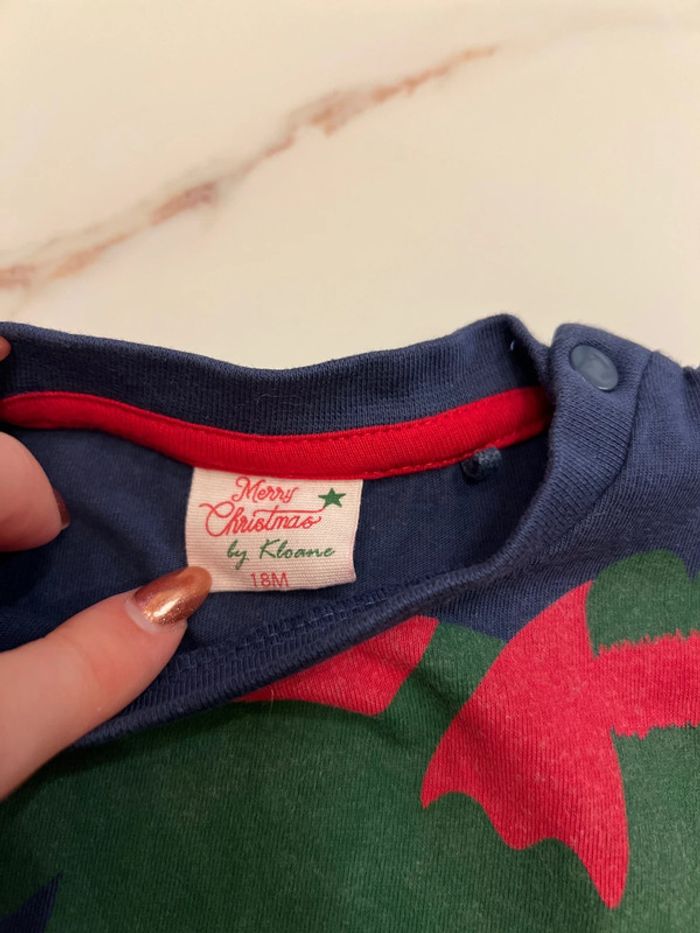 Merry
Christmas
by Kloane
18M